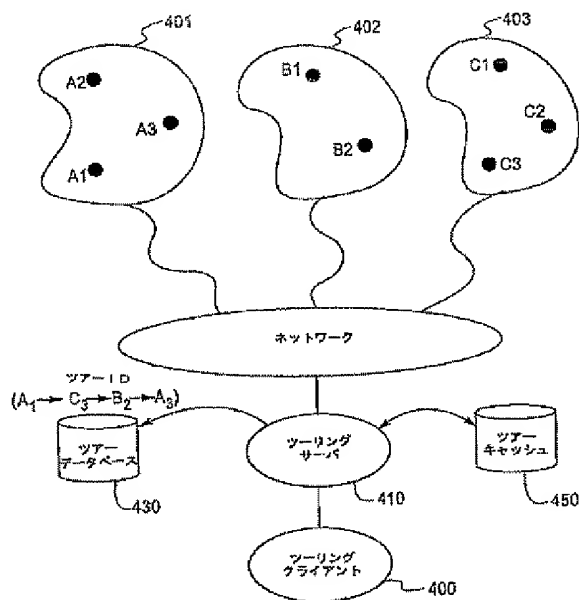 401
402
403
A2
A3
A1
B1
B2
C1
C2
C3
ネットワーク
ツアーID
(A1→C3→B2→A3)
ツアー
データベース
ツーリング
サーバ
ツアー
キャッシュ
430
410
450
ツーリング
クライアント
400